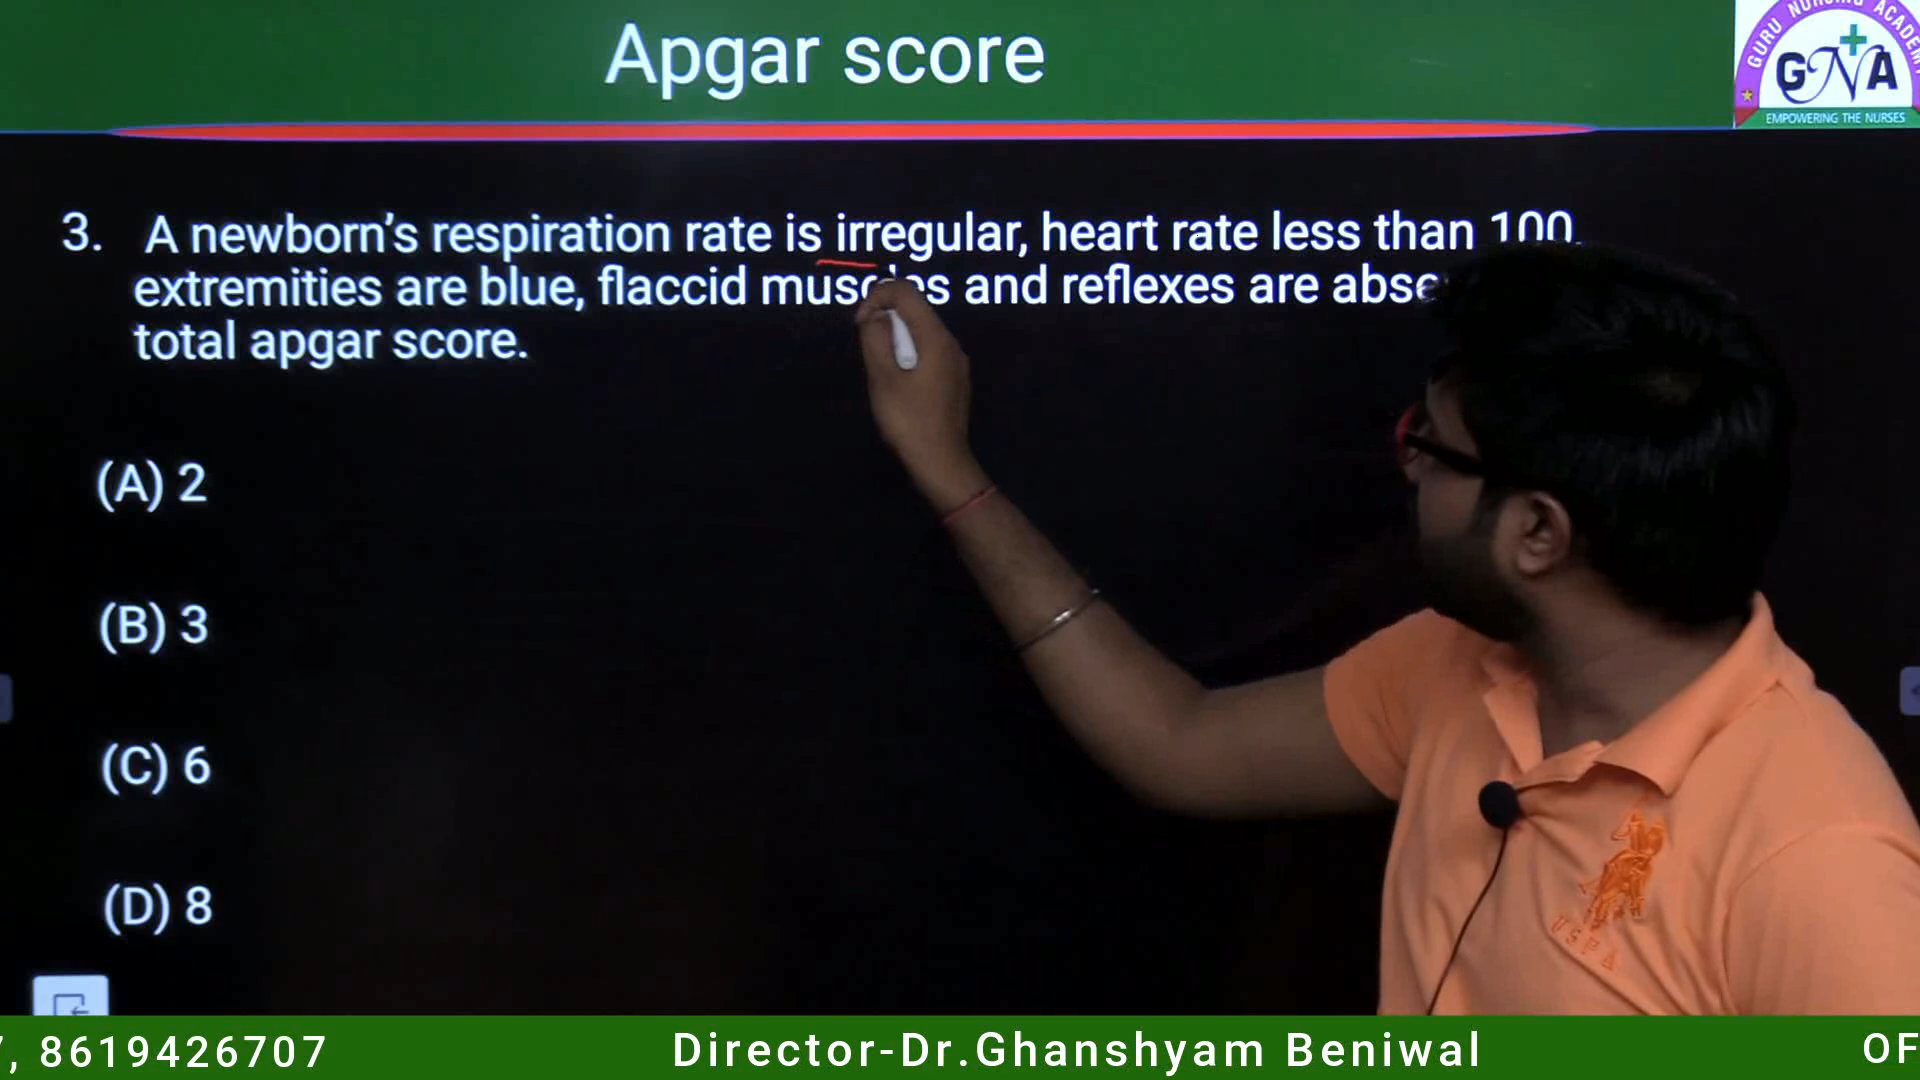 Apgar score
GURU NURSING ACADEMY
GNA
EMPOWERING THE NURSES
3. A newborn's respiration rate is irregular, heart rate less than 100,
extremities are blue, flaccid muscles and reflexes are
total apgar score.
(A) 2
(B) 3
(C) 6
(D) 8
USPA
, 8619426707 Director-Dr.Ghanshyam Beniwal OF